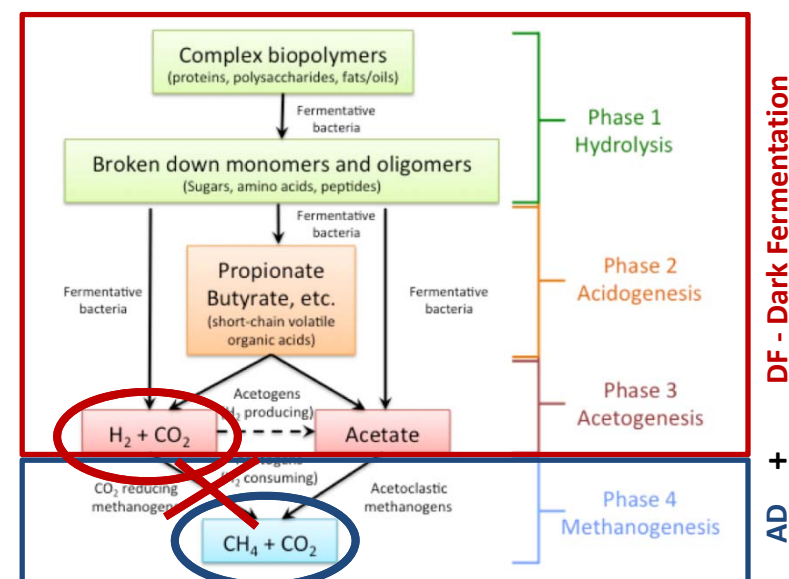 Complex biopolymers
(proteins, polysaccharides, fats/oils)
Fermentative
bacteria
Phase 1
Hydrolysis
Broken down monomers and oligomers
(Sugars, amino acids, peptides)
Fermentative
bacteria
Propionate
Butyrate, etc.
(short-chain volatile
organic acids)
Fermentative
bacteria
Fermentative
bacteria
Phase 2
Acidogenesis
Acetogens
(H₂ producing)
H₂ + CO₂
Acetate
Phase 3
Acetogenesis
(H₂ consuming)
CO₂ reducing
methanogens
Acetoclastic
methanogens
CH₄ + CO₂
Phase 4
Methanogenesis
DF - Dark Fermentation
+
AD